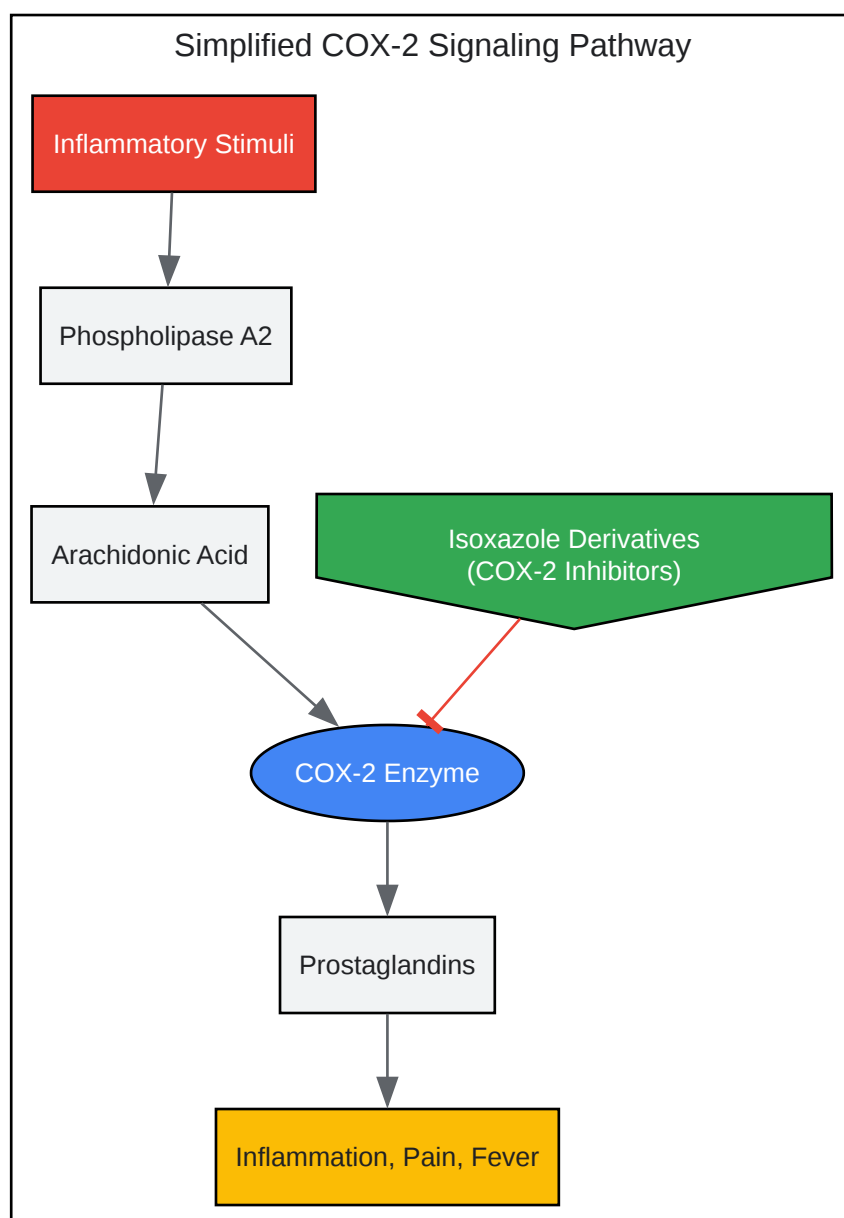 Simplified COX-2 Signaling Pathway
Inflammatory Stimuli
Phospholipase A2
Arachidonic Acid
Isoxazole Derivatives
(COX-2 Inhibitors)
COX-2 Enzyme
Prostaglandins
Inflammation, Pain, Fever